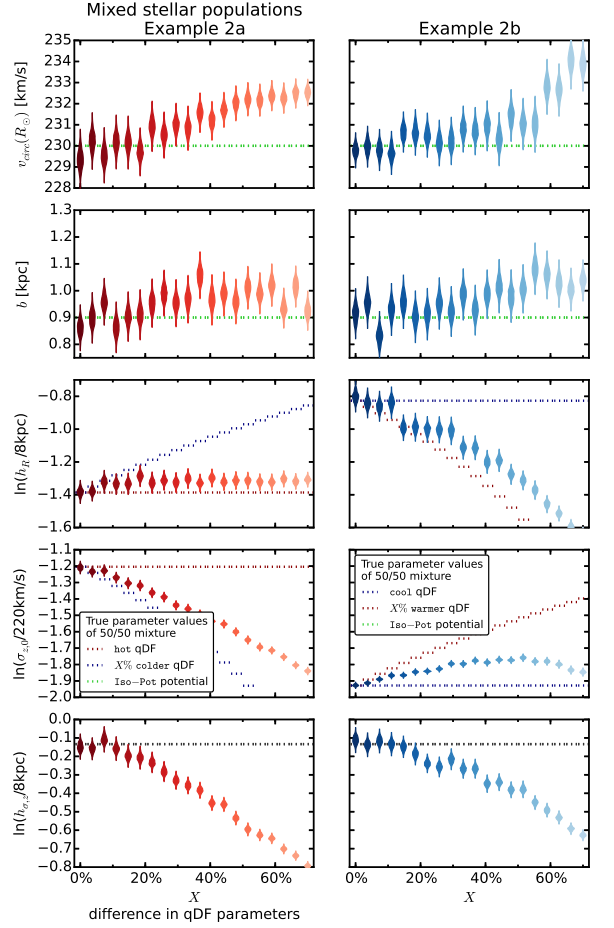 Mixed stellar populations
Example 2a
Example 2b
v_circ(R_☉) [km/s]
235
234
233
232
231
230
229
228
b [kpc]
1.3
1.2
1.1
1.0
0.9
0.8
ln(h_R/8kpc)
−0.8
−1.0
−1.2
−1.4
−1.6
ln(σ_z,0/220km/s)
−1.1
−1.2
−1.3
−1.4
−1.5
−1.6
−1.7
−1.8
−1.9
−2.0
True parameter values
of 50/50 mixture
hot qDF
X% colder qDF
Iso-Pot potential
True parameter values
of 50/50 mixture
cool qDF
X% warmer qDF
Iso-Pot potential
ln(h_σ,z/8kpc)
0.0
−0.1
−0.2
−0.3
−0.4
−0.5
−0.6
−0.7
−0.8
0% 20% 40% 60%
0% 20% 40% 60%
X
X
difference in qDF parameters